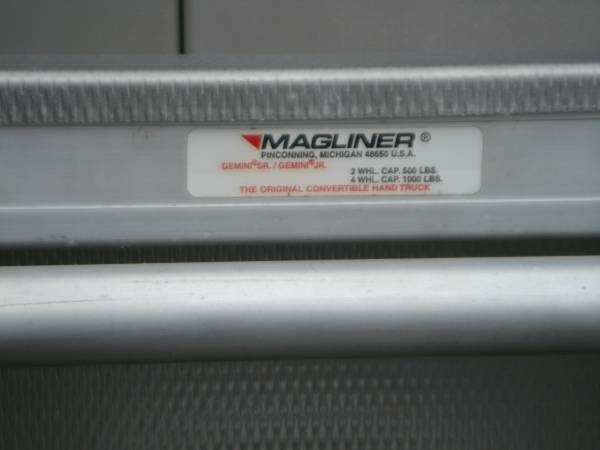 MAGLINER ®
PINCONNING, MICHIGAN 48650 U.S.A.
GEMINI® SR. / GEMINI® JR.
2 WHL. CAP. 500 LBS.
4 WHL. CAP. 1000 LBS.
THE ORIGINAL CONVERTIBLE HAND TRUCK